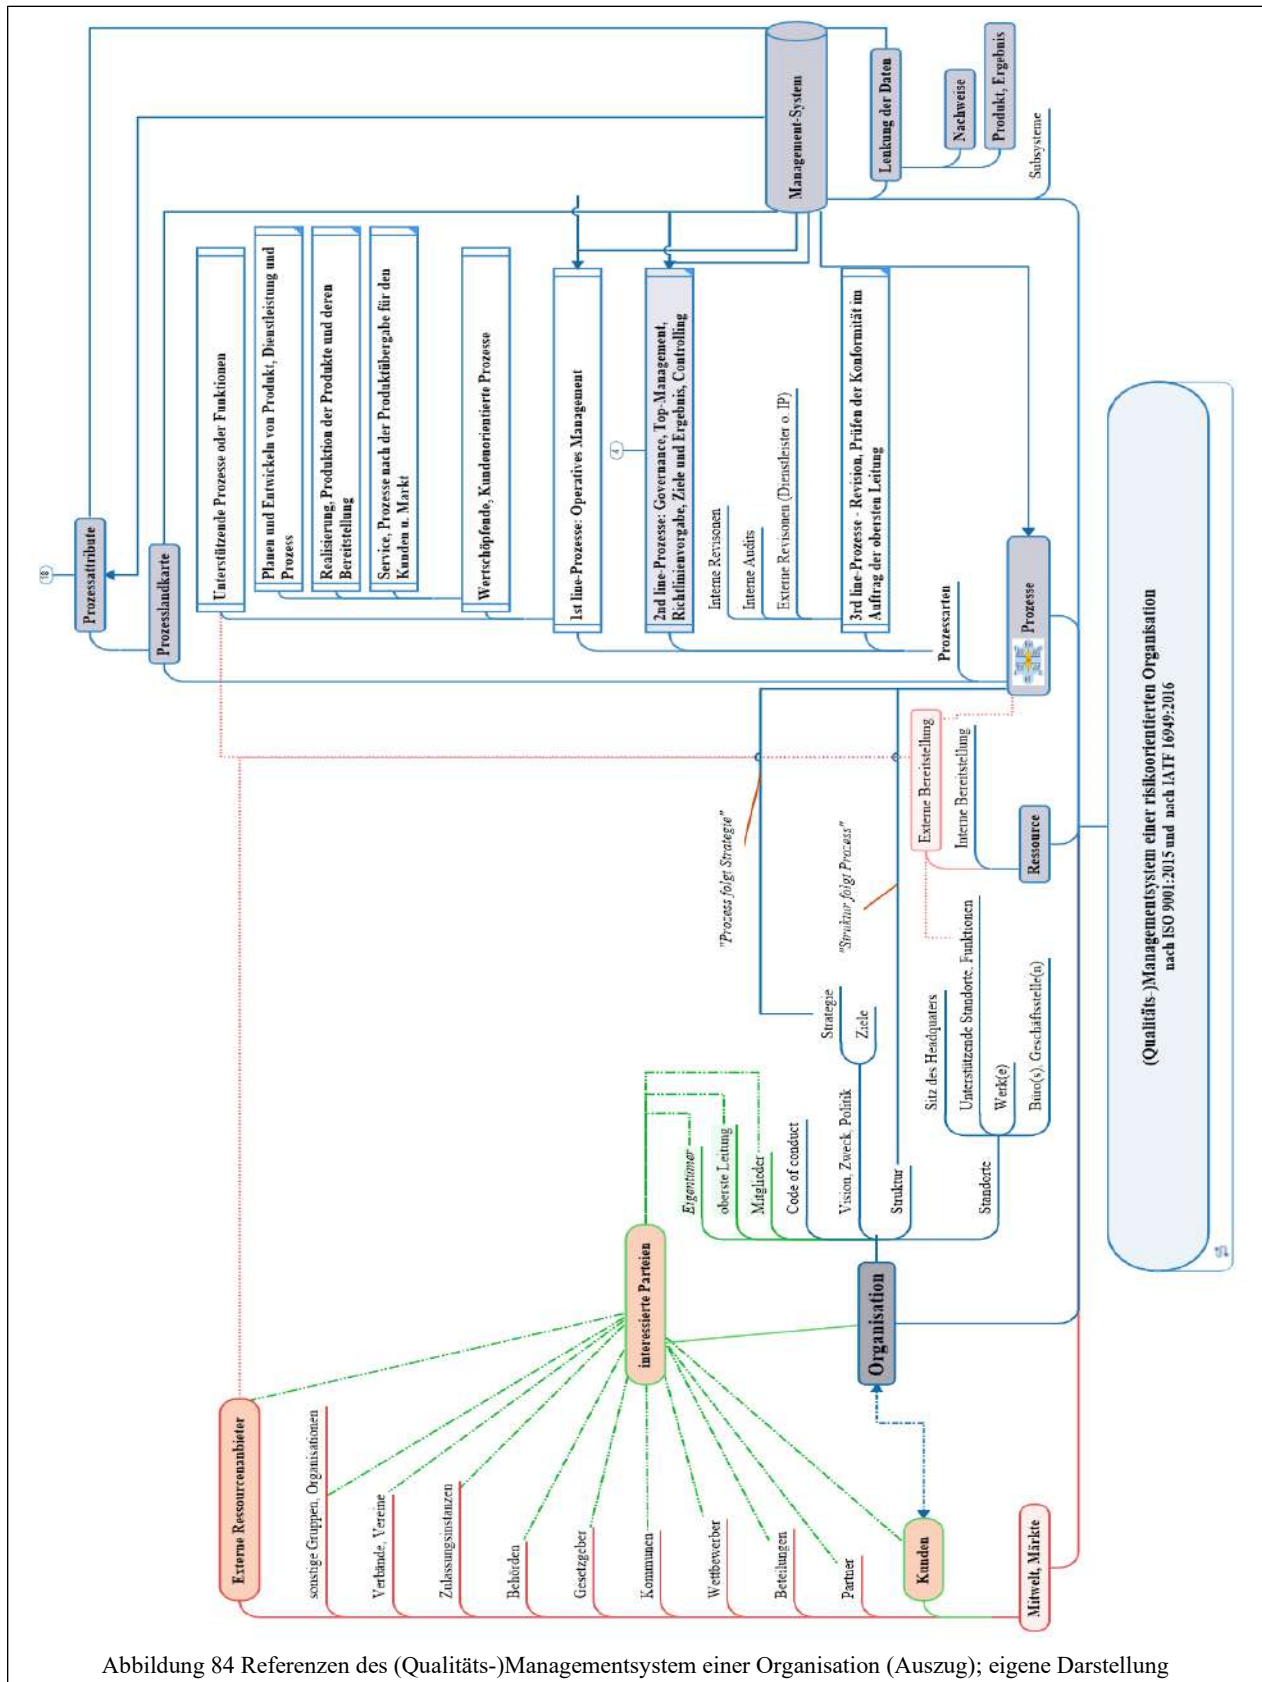 Management-System
Lenkung der Daten
Nachweise
Produkt, Ergebnis
Subsysteme
18
Prozessattribute
Prozesslandkarte
Unterstützende Prozesse oder Funktionen
Planen und Entwickeln von Produkt, Dienstleistung und
Prozess
Realisierung, Produktion der Produkte und deren
Bereitstellung
Service, Prozesse nach der Produktübergabe für den
Kunden u. Markt
Wertschöpfende, Kundenorientierte Prozesse
1st line-Prozesse: Operatives Management
4
2nd line-Prozesse: Governance, Top-Management,
Richtlinienvorgabe, Ziele und Ergebnis, Controlling
Interne Revisonen
Interne Audits
Externe Revisonen (Dienstleister o. IP)
3rd line-Prozesse - Revision, Prüfen der Konformität im
Auftrag der obersten Leitung
Prozessarten
Prozesse
"Prozess folgt Strategie"
"Struktur folgt Prozess"
Externe Bereitstellung
Interne Bereitstellung
Ressource
Strategie
Ziele
Sitz des Headquaters
Unterstützende Standorte, Funktionen
Werk(e)
Büro(s), Geschäftsstelle(n)
Eigentümer
oberste Leitung
Mitglieder
Code of conduct
Vision, Zweck, Politik
Struktur
Standorte
interessierte Parteien
Organisation
Externe Ressourcenanbieter
sonstige Gruppen, Organisationen
Verbände, Vereine
Zulassungsinstanzen
Behörden
Gesetzgeber
Kommunen
Wettbewerber
Beteilungen
Partner
Kunden
Mitwelt, Märkte
(Qualitäts-)Managementsystem einer risikoorientierten Organisation
nach ISO 9001:2015 und nach IATF 16949:2016
Abbildung 84 Referenzen des (Qualitäts-)Managementsystem einer Organisation (Auszug); eigene Darstellung